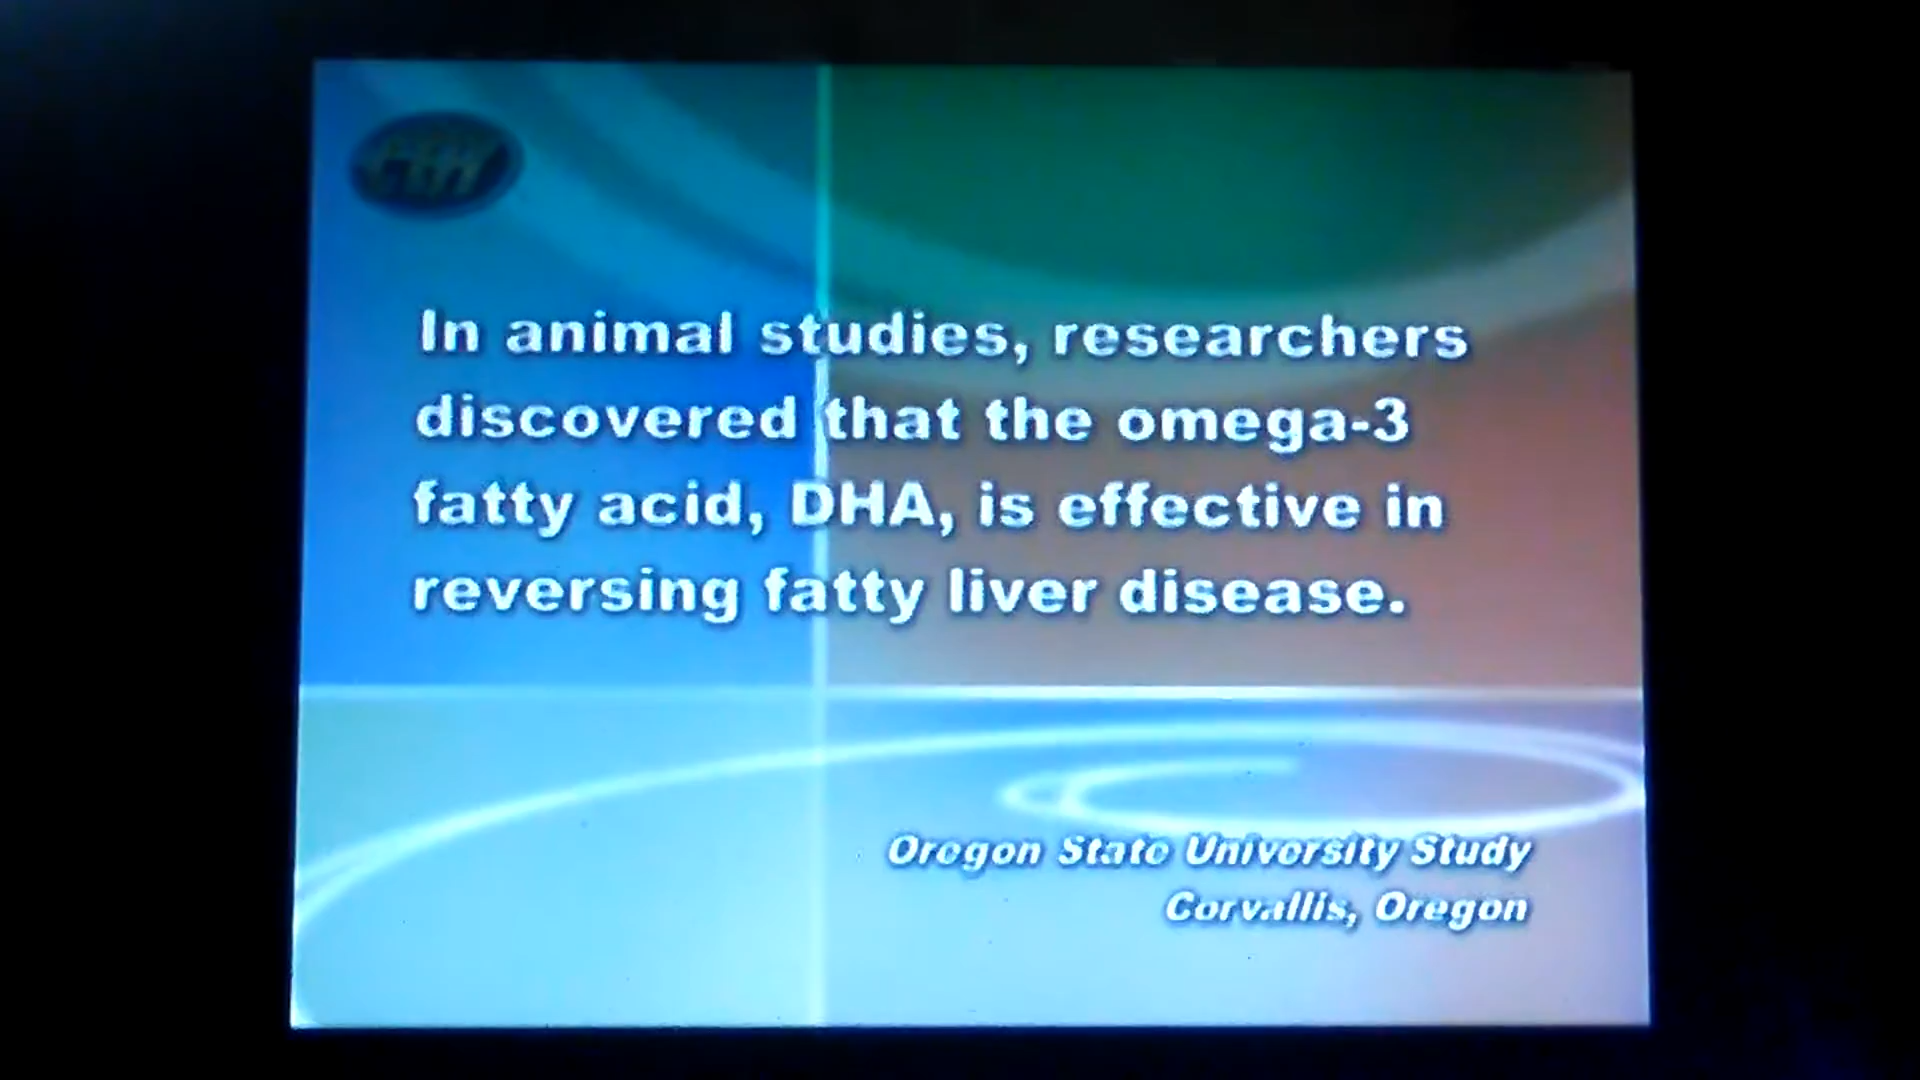 In animal studies, researchers
discovered that the omega-3
fatty acid, DHA, is effective in
reversing fatty liver disease.
Oregon State University Study
Corvallis, Oregon